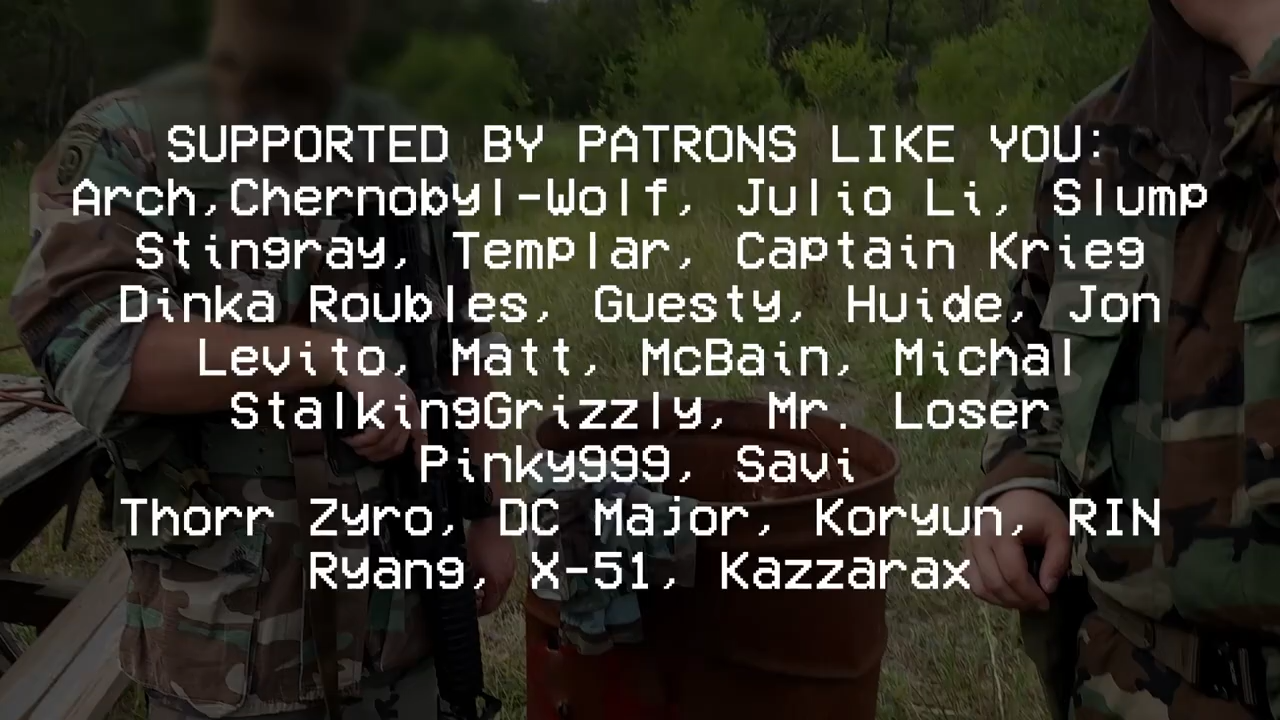 SUPPORTED BY PATRONS LIKE YOU:
Arch,Chernobyl-Wolf, Julio Li, Slump
Stingray, Templar, Captain Krieg
Dinka Roubles, Guesty, Huide, Jon
Levito, Matt, McBain, Michal
StalkingGrizzly, Mr. Loser
Pinky999, Savi
Thorr Zyro, DC Major, Koryun, RIN
Ryang, X-51, Kazzarax